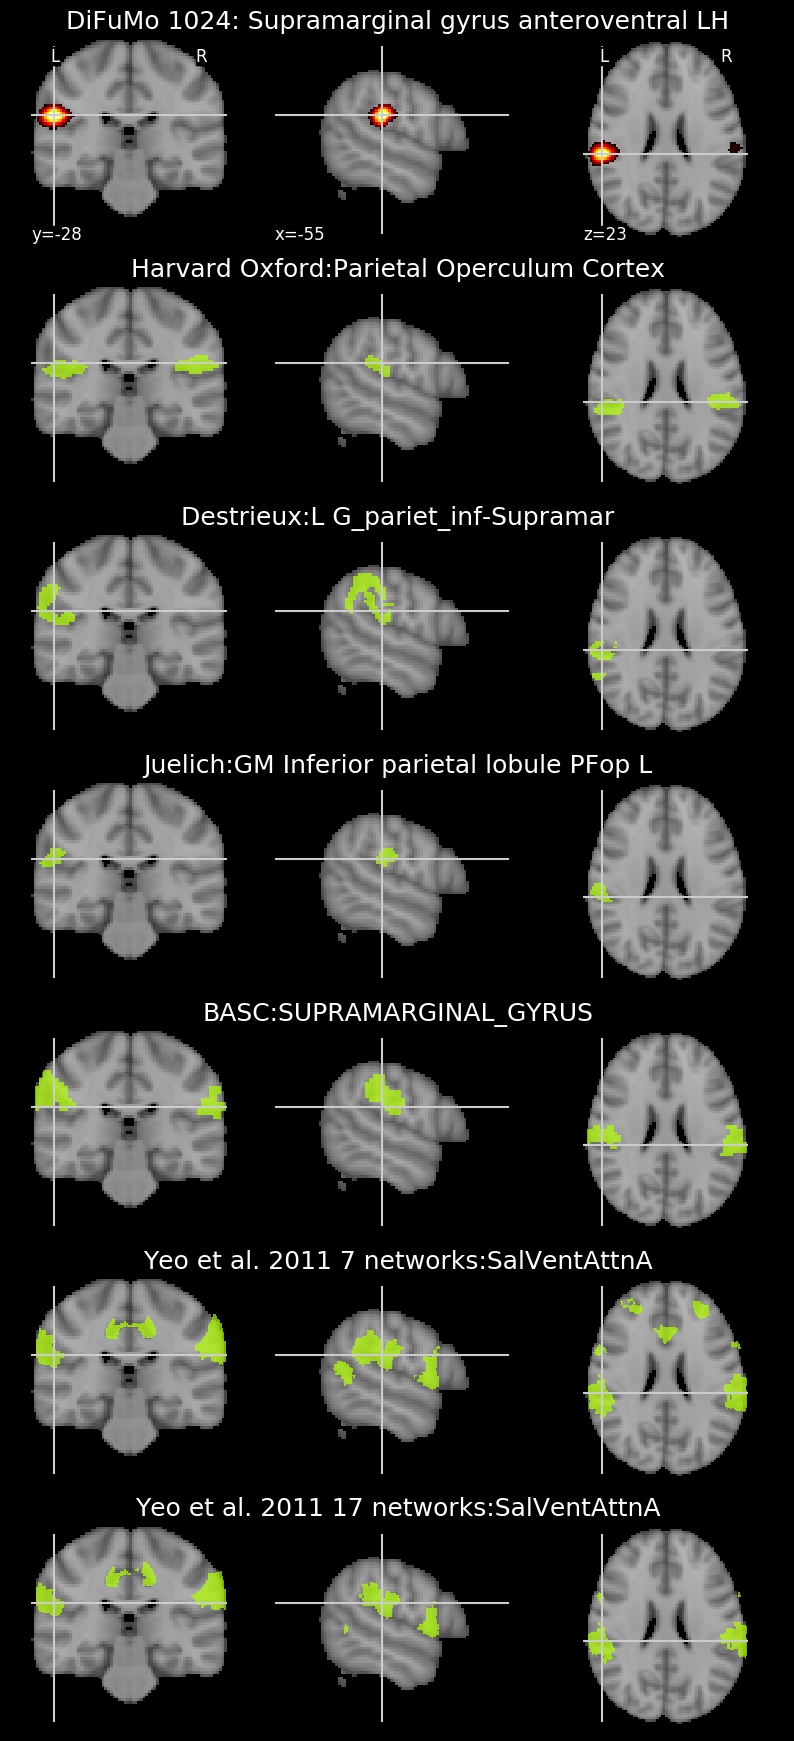 DiFuMo 1024: Supramarginal gyrus anteroventral LH
L R L R
y=-28 x=-55 z=23
Harvard Oxford:Parietal Operculum Cortex
Destrieux:L G_pariet_inf-Supramar
Juelich:GM Inferior parietal lobule PFop L
BASC:SUPRAMARGINAL_GYRUS
Yeo et al. 2011 7 networks:SalVentAttnA
Yeo et al. 2011 17 networks:SalVentAttnA